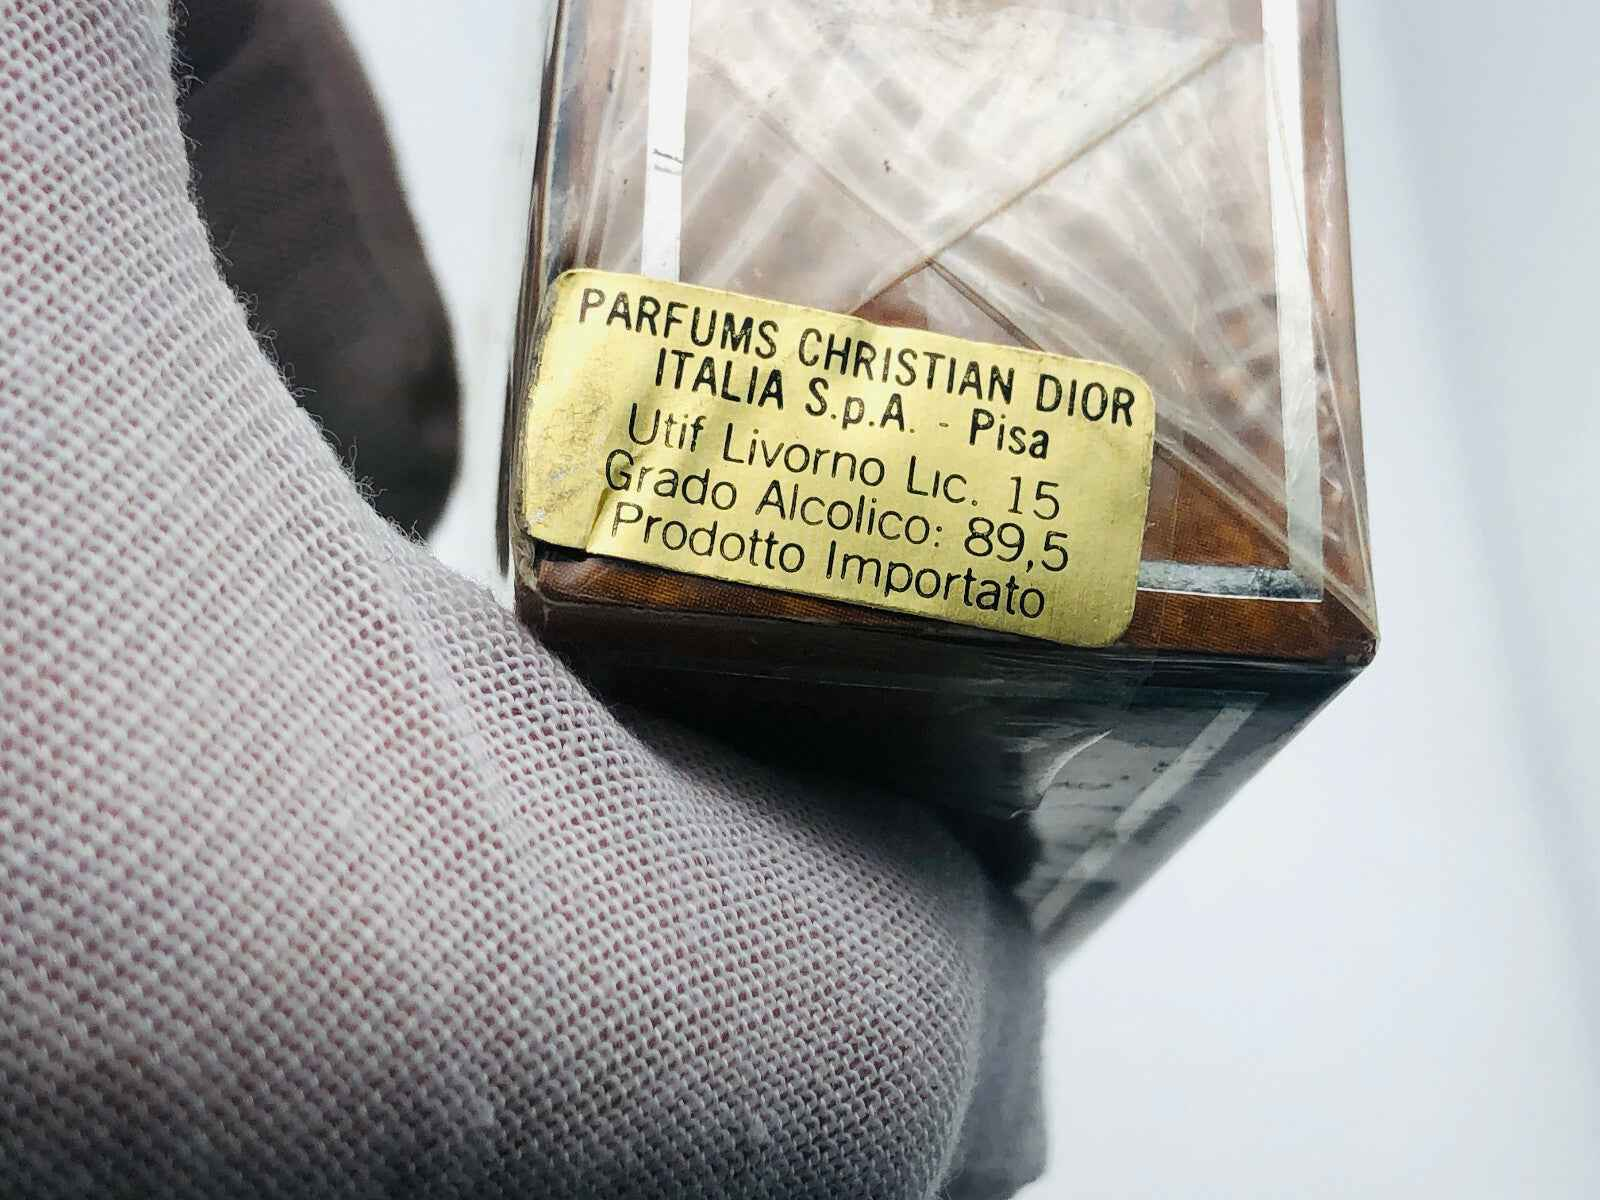 PARFUMS CHRISTIAN DIOR
ITALIA S.p.A. - Pisa
Utif Livorno Lic. 15
Grado Alcolico: 89,5
Prodotto Importato